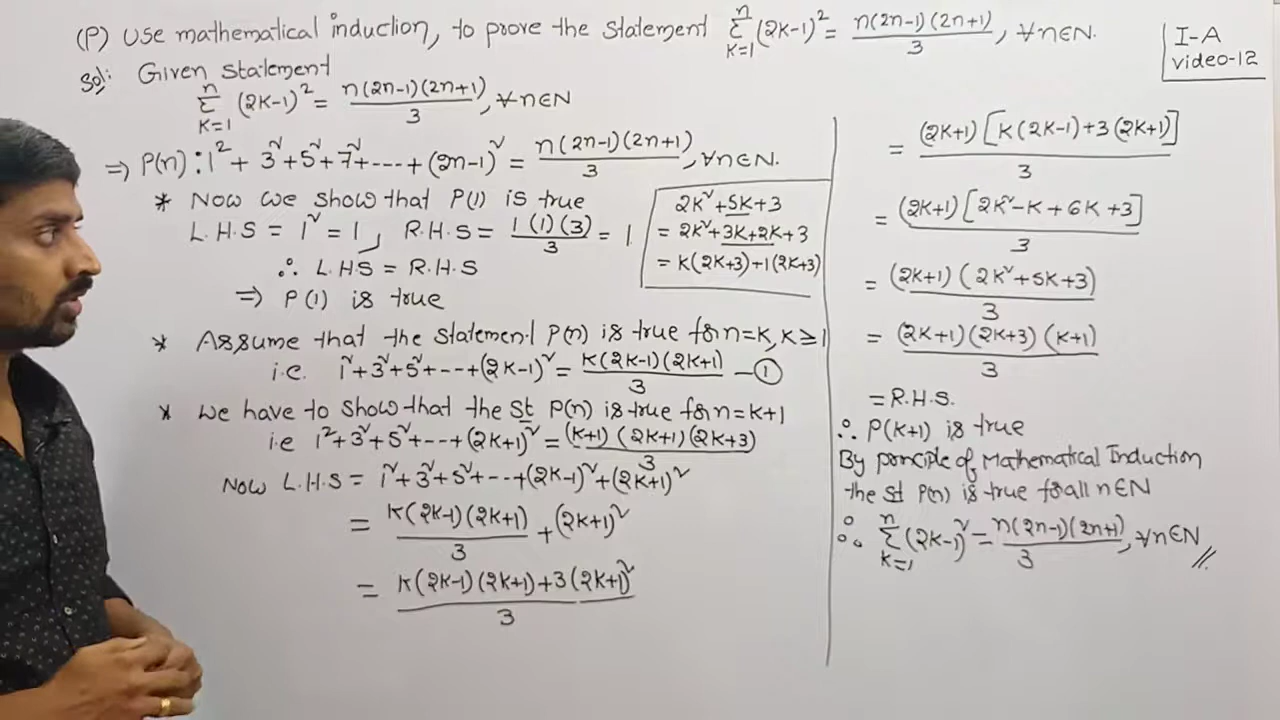 (P) Use mathematical induction, to prove the statement ∑_{K=1}^{n} (2K-1)² = n(2n-1)(2n+1)/3, ∀n∈N.
I-A
video-12
Sol: Given statement
∑_{K=1}^{n} (2K-1)² = n(2n-1)(2n+1)/3, ∀n∈N
⇒ P(n) : 1² + 3² + 5² + 7² + ---- + (2n-1)² = n(2n-1)(2n+1)/3, ∀n∈N.
* Now we show that P(1) is true
L.H.S = 1² = 1, R.H.S = 1(1)(3)/3 = 1
∴ L.H.S = R.H.S
⇒ P(1) is true
2K² + 5K + 3
= 2K² + 3K + 2K + 3
= K(2K+3) + 1(2K+3)
* Assume that the statement P(n) is true for n=K, K≥1
i.e. 1² + 3² + 5² + --- + (2K-1)² = K(2K-1)(2K+1)/3 — ①
* We have to show that the st P(n) is true for n=K+1
i.e 1² + 3² + 5² + --- + (2K+1)² = (K+1)(2K+1)(2K+3)/3
Now L.H.S = 1² + 3² + 5² + --- + (2K-1)² + (2K+1)²
= K(2K-1)(2K+1)/3 + (2K+1)²
= K(2K-1)(2K+1) + 3(2K+1)²/3
= (2K+1)[K(2K-1) + 3(2K+1)]/3
= (2K+1)[2K² - K + 6K + 3]/3
= (2K+1)(2K² + 5K + 3)/3
= (2K+1)(2K+3)(K+1)/3
= R.H.S.
∴ P(K+1) is true
By principle of Mathematical Induction
the st P(n) is true for all n∈N
∴ ∑_{K=1}^{n} (2K-1)² = n(2n-1)(2n+1)/3, ∀n∈N //